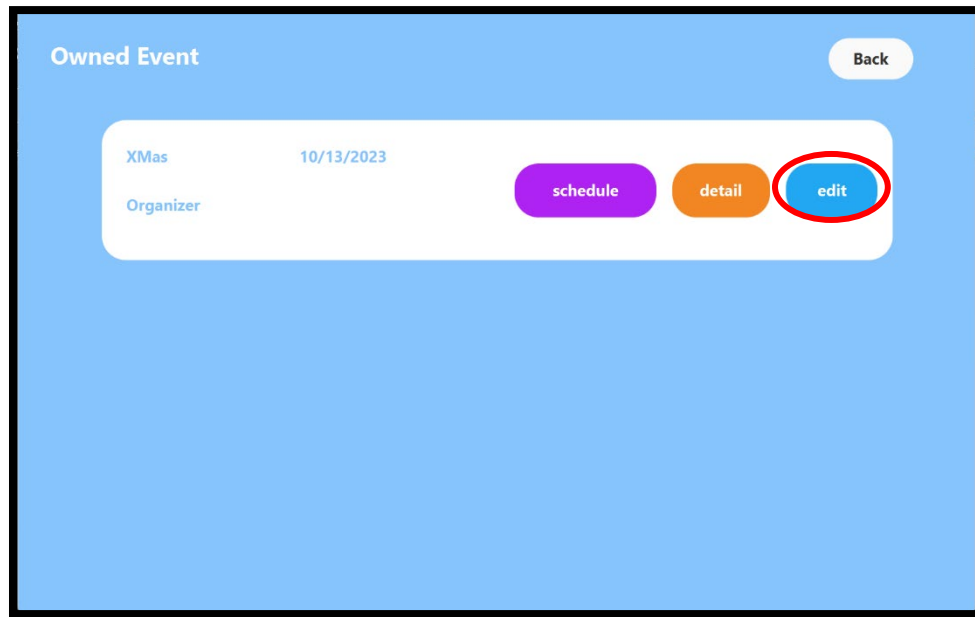 Owned Event
Back
XMas 10/13/2023
Organizer
schedule detail edit